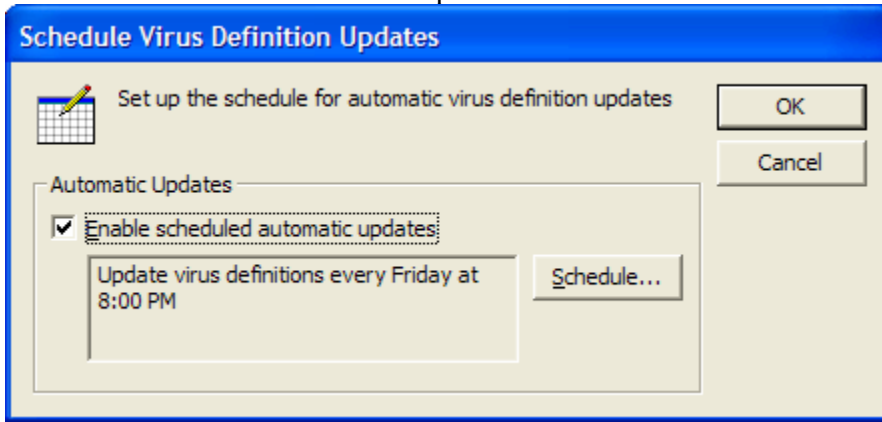 Schedule Virus Definition Updates
Set up the schedule for automatic virus definition updates
OK
Cancel
Automatic Updates
Enable scheduled automatic updates
Update virus definitions every Friday at
8:00 PM
Schedule...